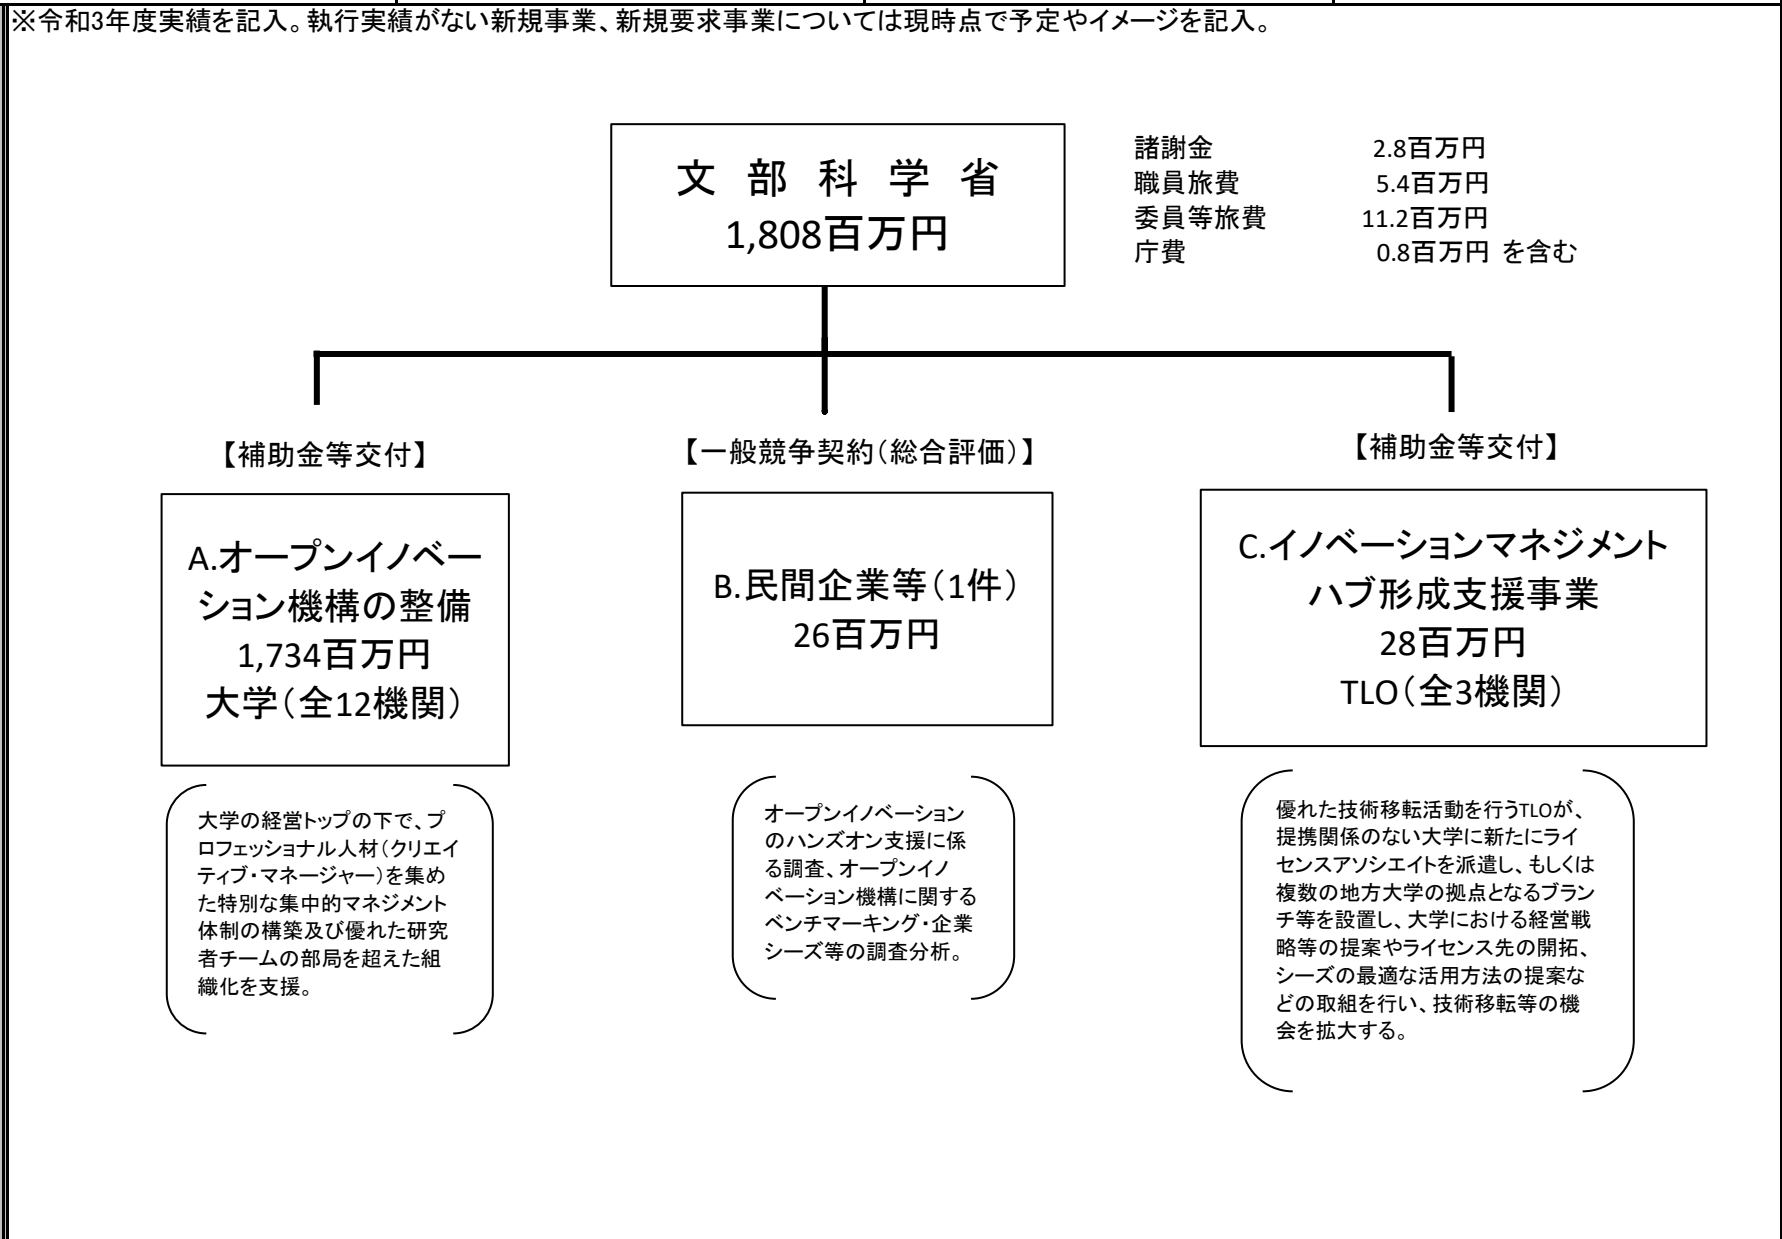 ※令和3年度実績を記入。執行実績がない新規事業、新規要求事業については現時点で予定やイメージを記入。
文部科学省
1,808百万円
諸謝金 2.8百万円
職員旅費 5.4百万円
委員等旅費 11.2百万円
庁費 0.8百万円 を含む
【補助金等交付】
A.オープンイノベー
ション機構の整備
1,734百万円
大学(全12機関)
大学の経営トップの下で、プ
ロフェッショナル人材(クリエイ
ティブ・マネージャー)を集め
た特別な集中的マネジメント
体制の構築及び優れた研究
者チームの部局を超えた組
織化を支援。
【一般競争契約(総合評価)】
B.民間企業等(1件)
26百万円
オープンイノベーション
のハンズオン支援に係
る調査、オープンイノ
ベーション機構に関する
ベンチマーキング・企業
シーズ等の調査分析。
【補助金等交付】
C.イノベーションマネジメント
ハブ形成支援事業
28百万円
TLO(全3機関)
優れた技術移転活動を行うTLOが、
提携関係のない大学に新たにライ
センスアソシエイトを派遣し、もしくは
複数の地方大学の拠点となるブラン
チ等を設置し、大学における経営戦
略等の提案やライセンス先の開拓、
シーズの最適な活用方法の提案な
どの取組を行い、技術移転等の機
会を拡大する。